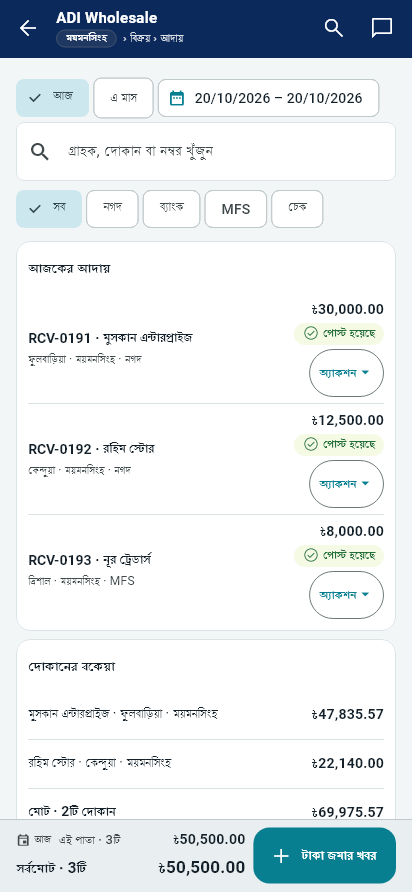 ADI Wholesale
ময়মনসিংহ › বিক্রয় › আদায়
আজ
এ মাস
20/10/2026 – 20/10/2026
গ্রাহক, দোকান বা নম্বর খুঁজুন
সব
নগদ
ব্যাংক
MFS
চেক
আজকের আদায়
৳30,000.00
RCV-0191 · মুসকান এন্টারপ্রাইজ
পোস্ট হয়েছে
ফুলবাড়িয়া · ময়মনসিংহ · নগদ
অ্যাকশন
৳12,500.00
RCV-0192 · রহিম স্টোর
পোস্ট হয়েছে
কেন্দুয়া · ময়মনসিংহ · নগদ
অ্যাকশন
৳8,000.00
RCV-0193 · নূর ট্রেডার্স
পোস্ট হয়েছে
ত্রিশাল · ময়মনসিংহ · MFS
অ্যাকশন
দোকানের বকেয়া
মুসকান এন্টারপ্রাইজ · ফুলবাড়িয়া · ময়মনসিংহ ৳47,835.57
রহিম স্টোর · কেন্দুয়া · ময়মনসিংহ ৳22,140.00
মোট · 2টি দোকান ৳69,975.57
আজ এই পাতা · 3টি ৳50,500.00
সর্বমোট · 3টি ৳50,500.00
টাকা জমার খবর